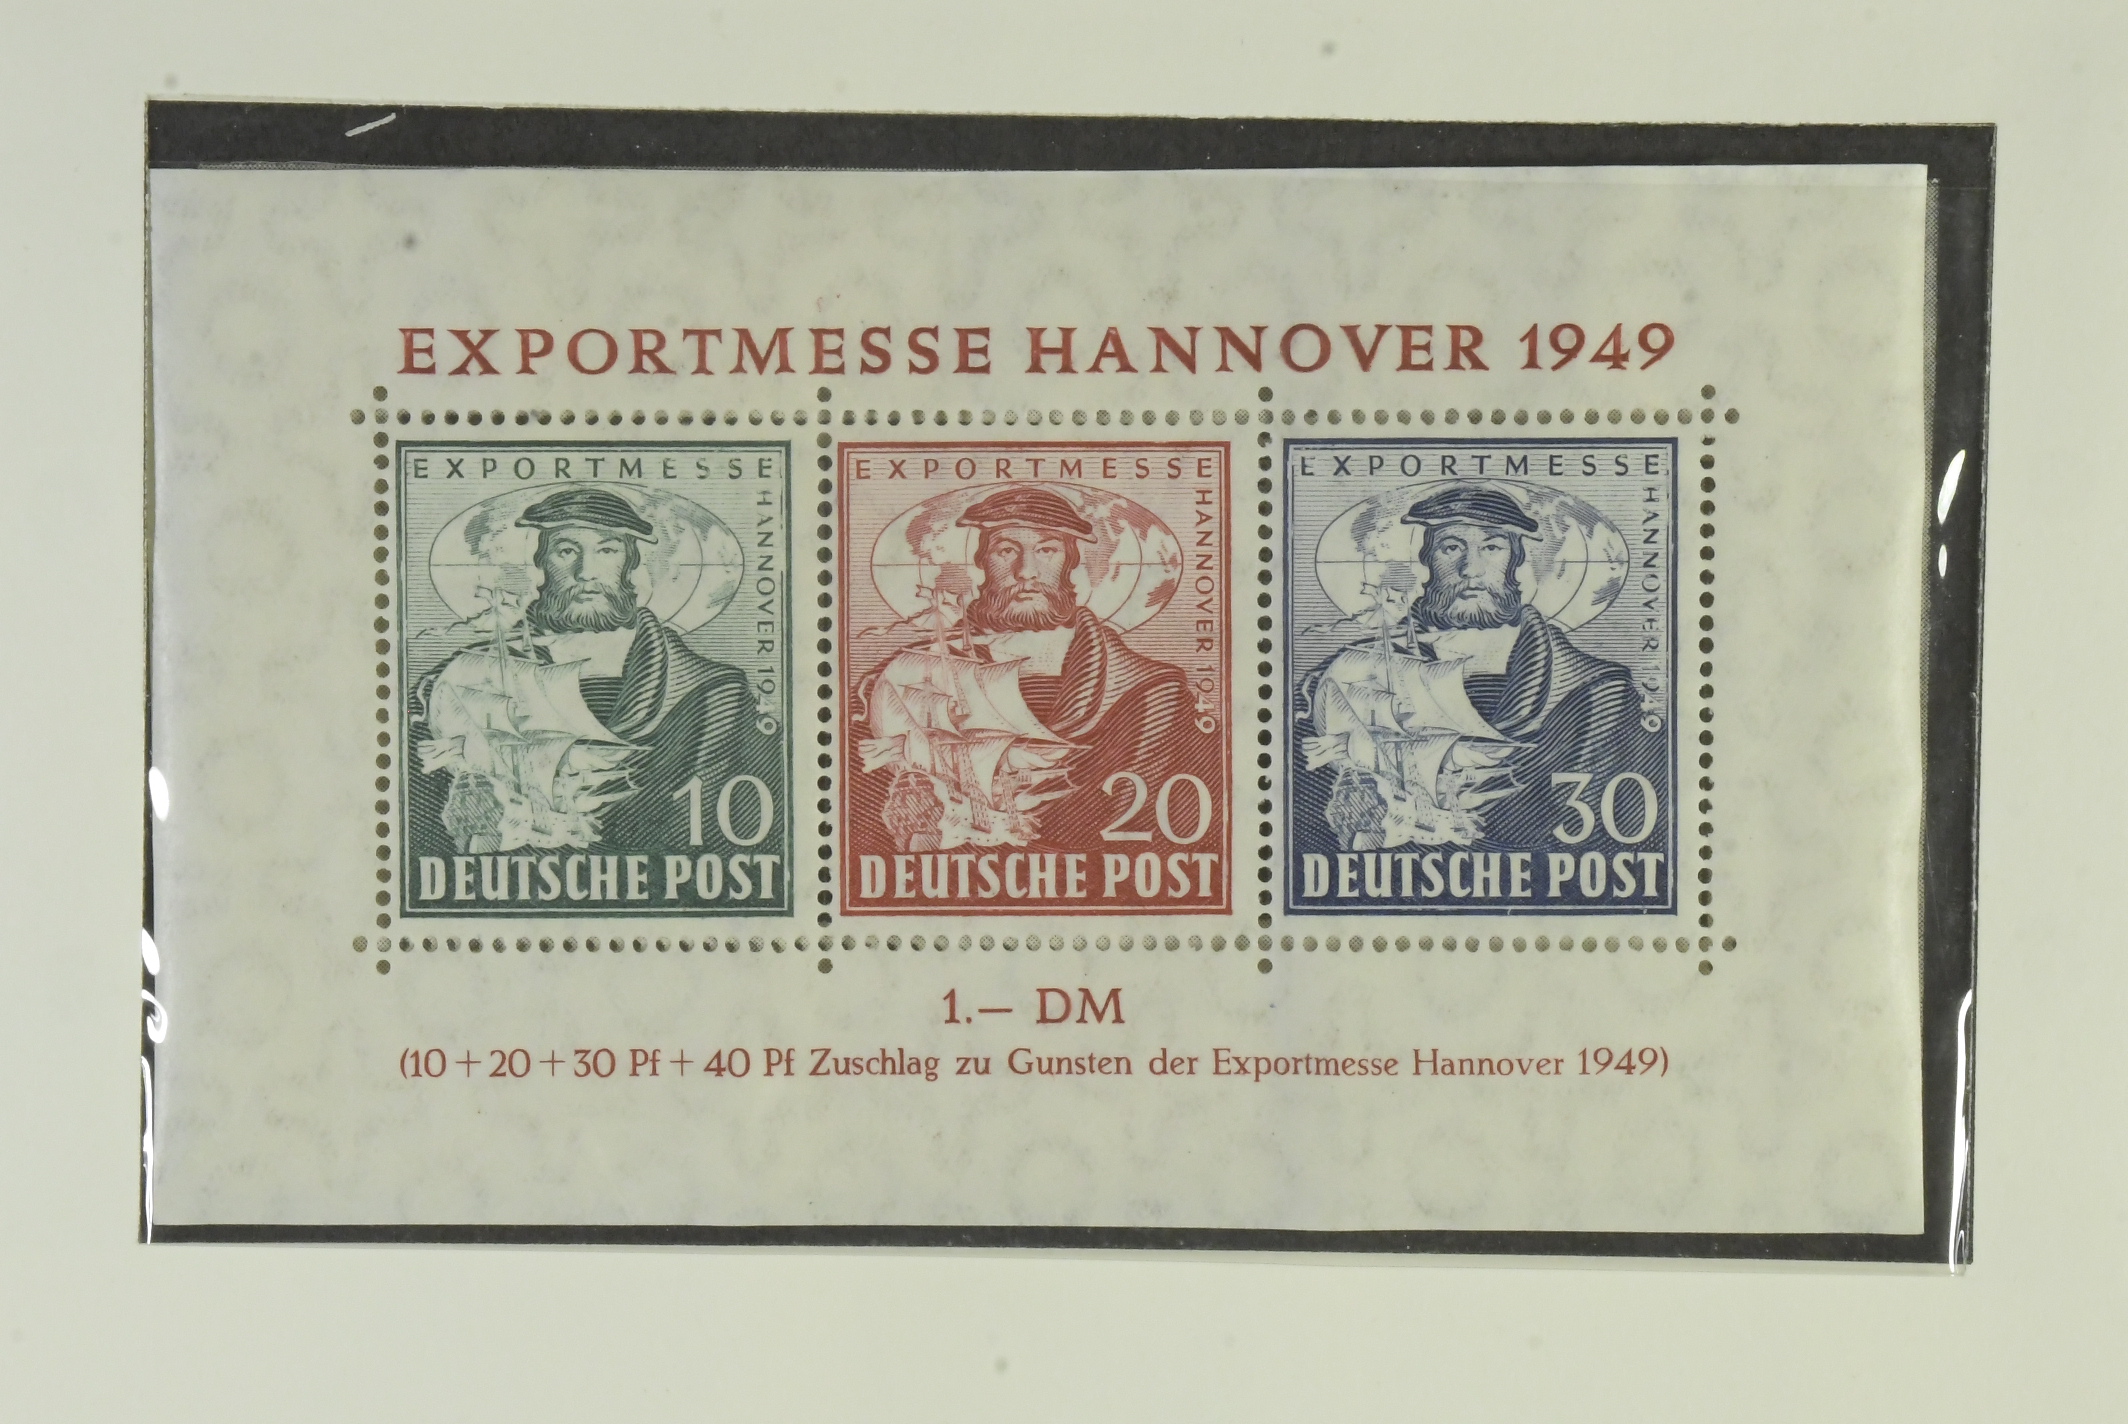 EXPORTMESSE HANNOVER 1949
EXPORTMESSE
HANNOVER 1949
10
DEUTSCHE POST
EXPORTMESSE
HANNOVER 1949
20
DEUTSCHE POST
EXPORTMESSE
HANNOVER 1949
30
DEUTSCHE POST
1.— DM
(10 + 20 + 30 Pf + 40 Pf Zuschlag zu Gunsten der Exportmesse Hannover 1949)